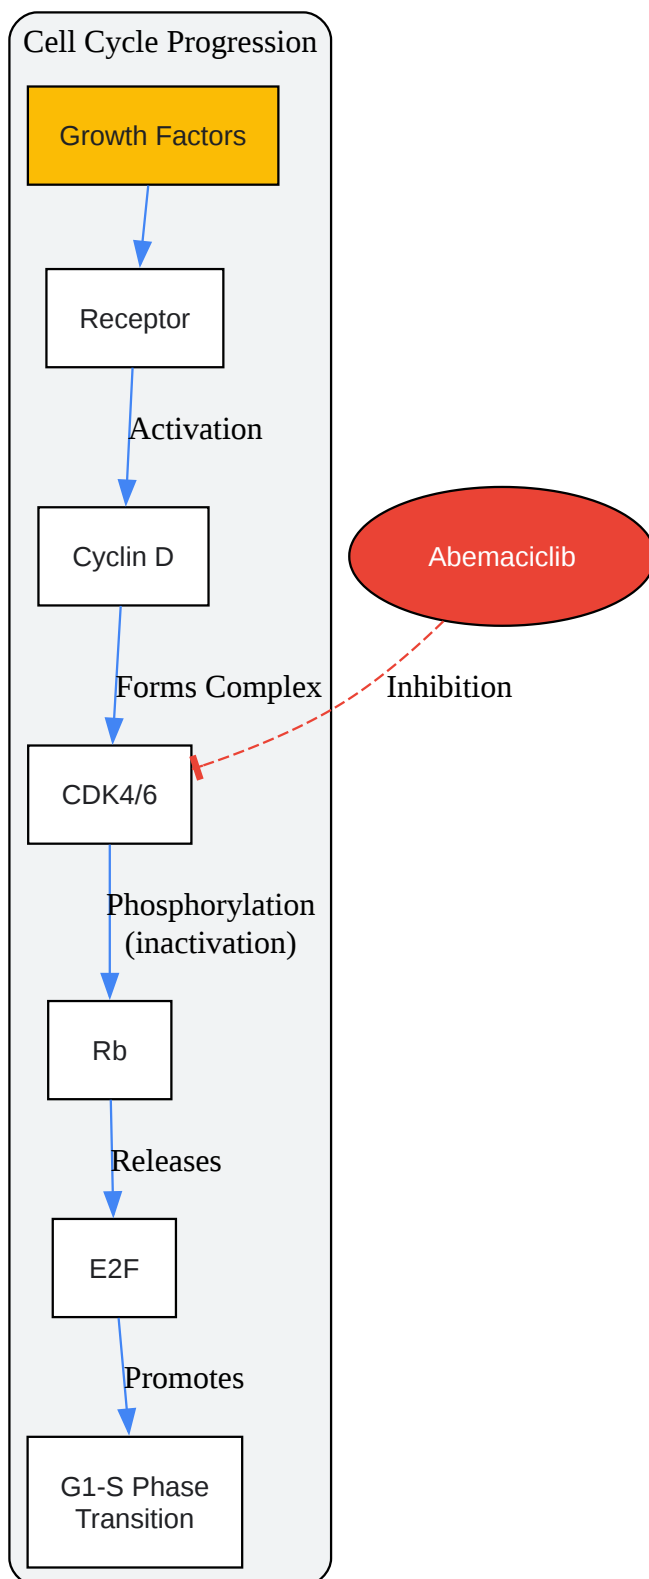 Cell Cycle Progression
Growth Factors
Receptor
Activation
Cyclin D
Abemaciclib
Forms Complex
Inhibition
CDK4/6
Phosphorylation
(inactivation)
Rb
Releases
E2F
Promotes
G1-S Phase
Transition